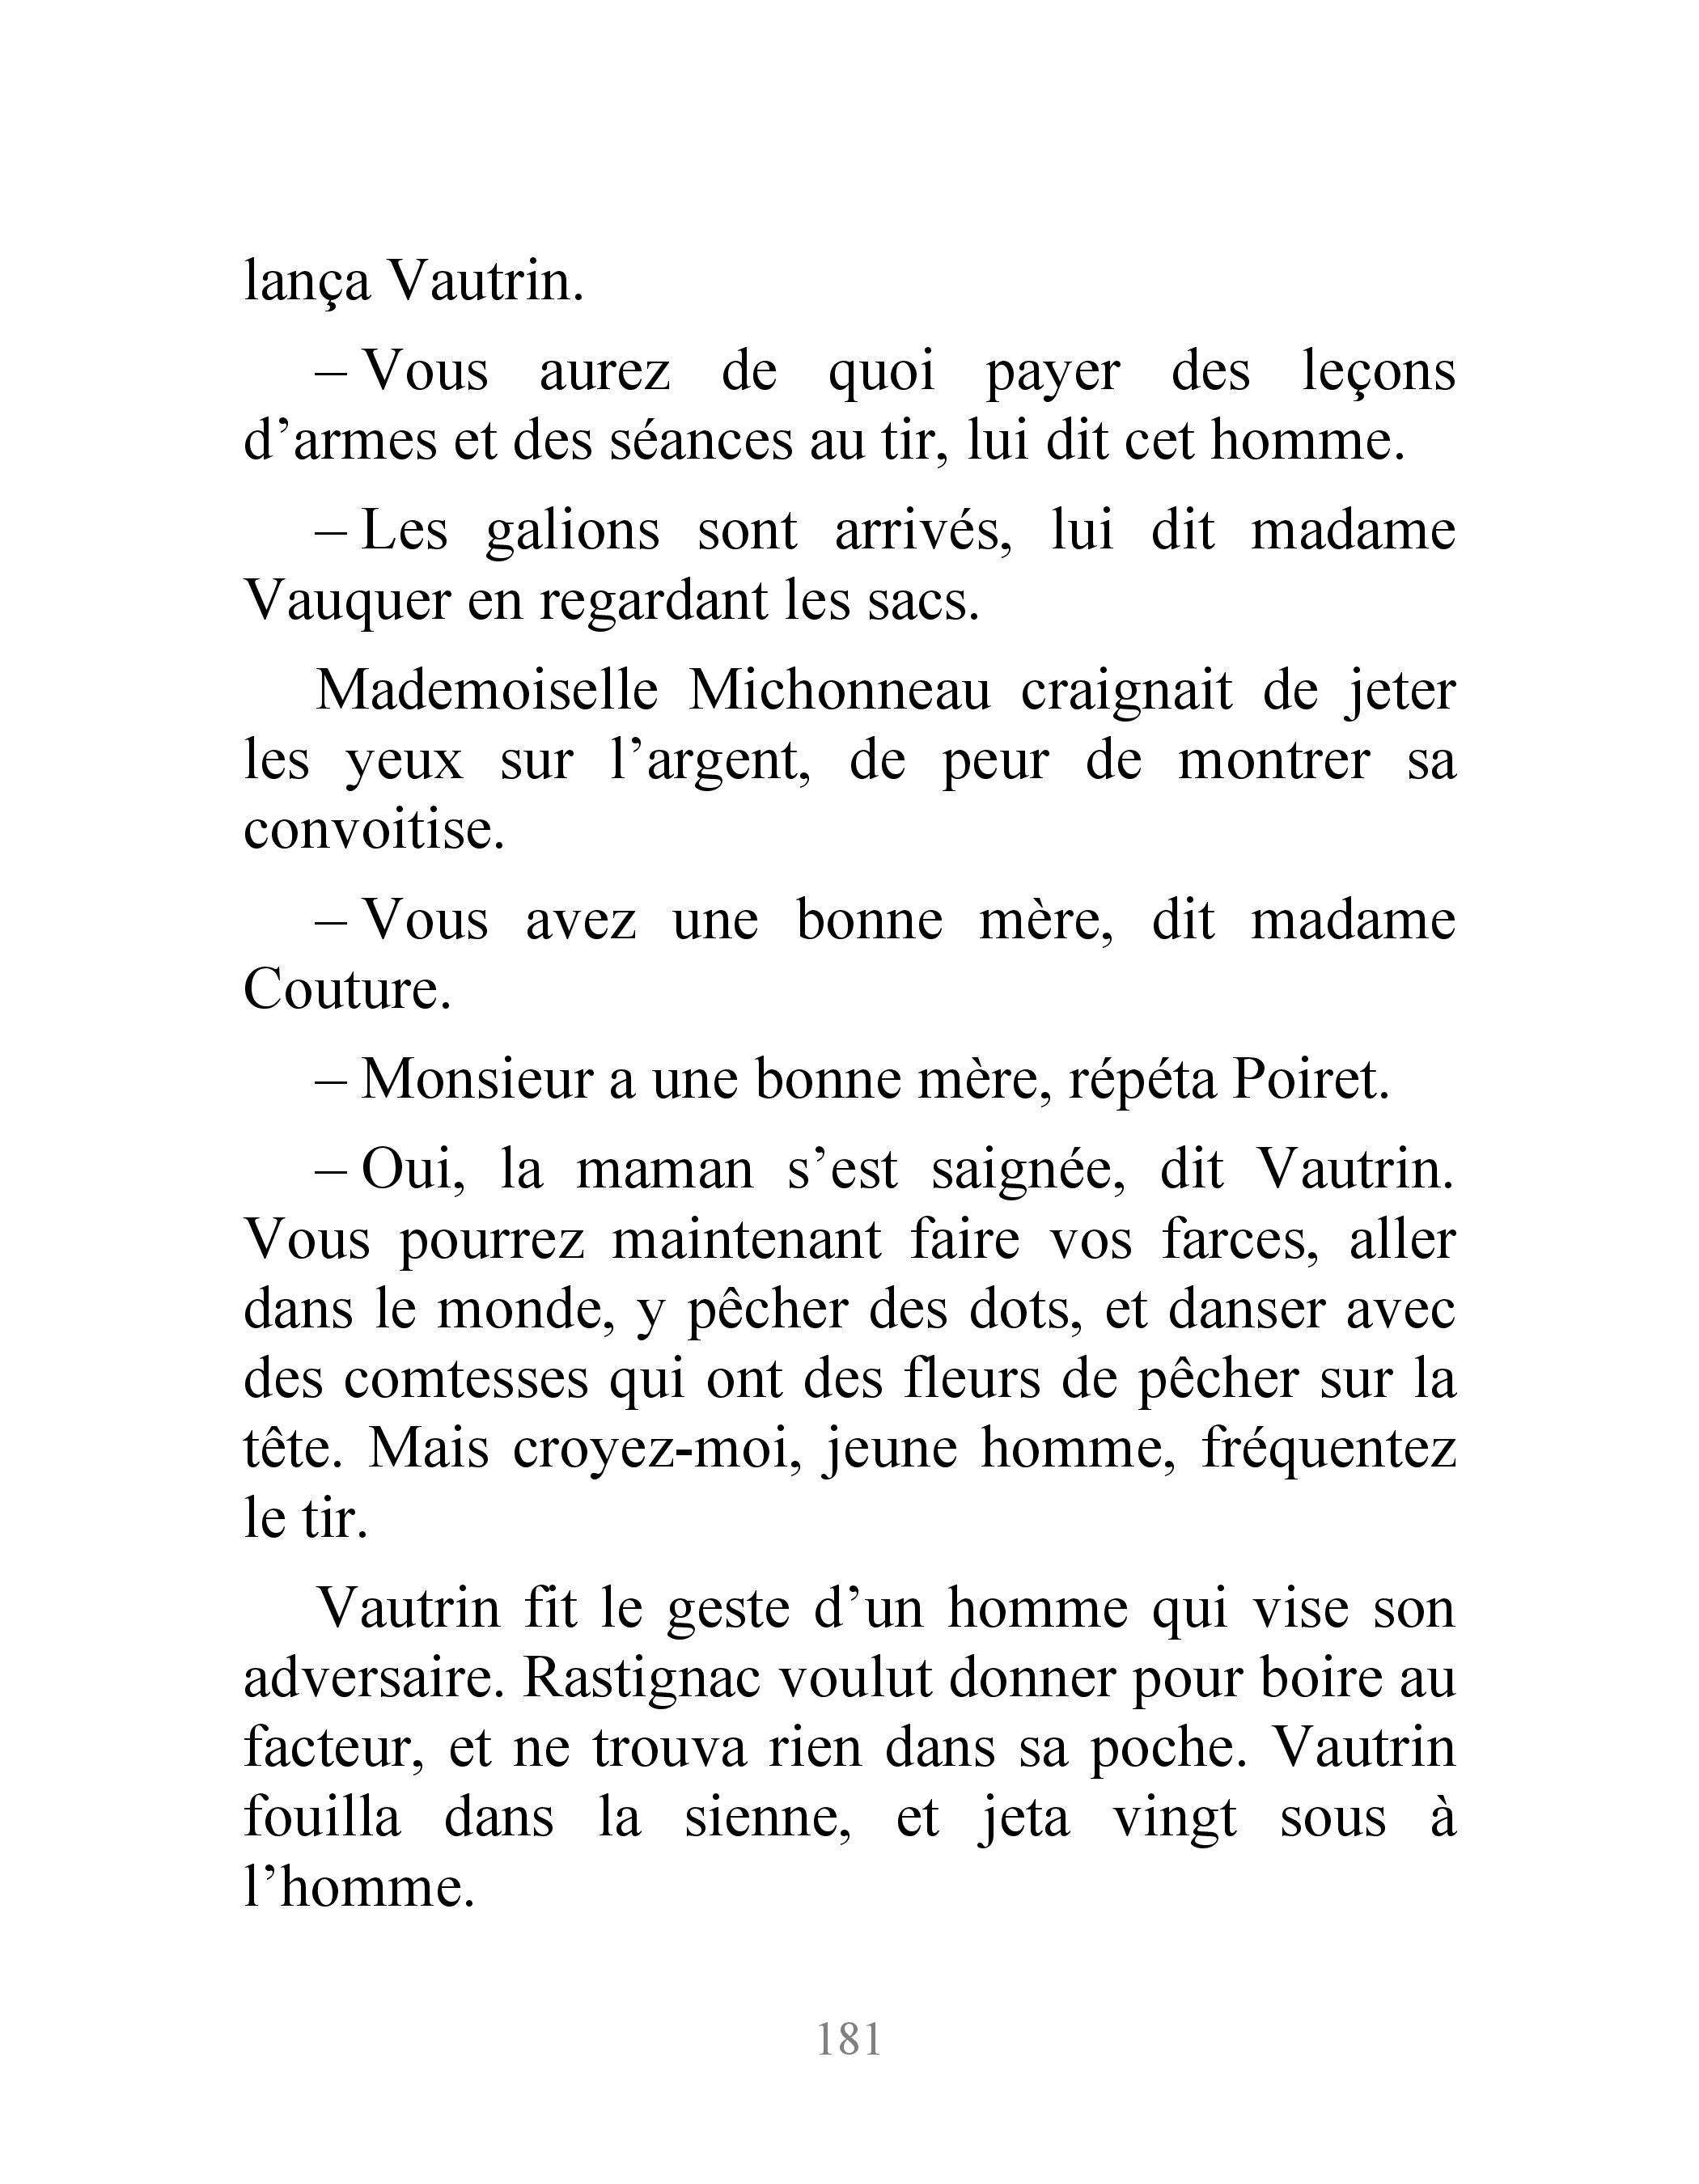 lança Vautrin.
– Vous aurez de quoi payer des leçons
d’armes et des séances au tir, lui dit cet homme.
– Les galions sont arrivés, lui dit madame
Vauquer en regardant les sacs.
Mademoiselle Michonneau craignait de jeter
les yeux sur l’argent, de peur de montrer sa
convoitise.
– Vous avez une bonne mère, dit madame
Couture.
– Monsieur a une bonne mère, répéta Poiret.
– Oui, la maman s’est saignée, dit Vautrin.
Vous pourrez maintenant faire vos farces, aller
dans le monde, y pêcher des dots, et danser avec
des comtesses qui ont des fleurs de pêcher sur la
tête. Mais croyez-moi, jeune homme, fréquentez
le tir.
Vautrin fit le geste d’un homme qui vise son
adversaire. Rastignac voulut donner pour boire au
facteur, et ne trouva rien dans sa poche. Vautrin
fouilla dans la sienne, et jeta vingt sous à
l’homme.
181